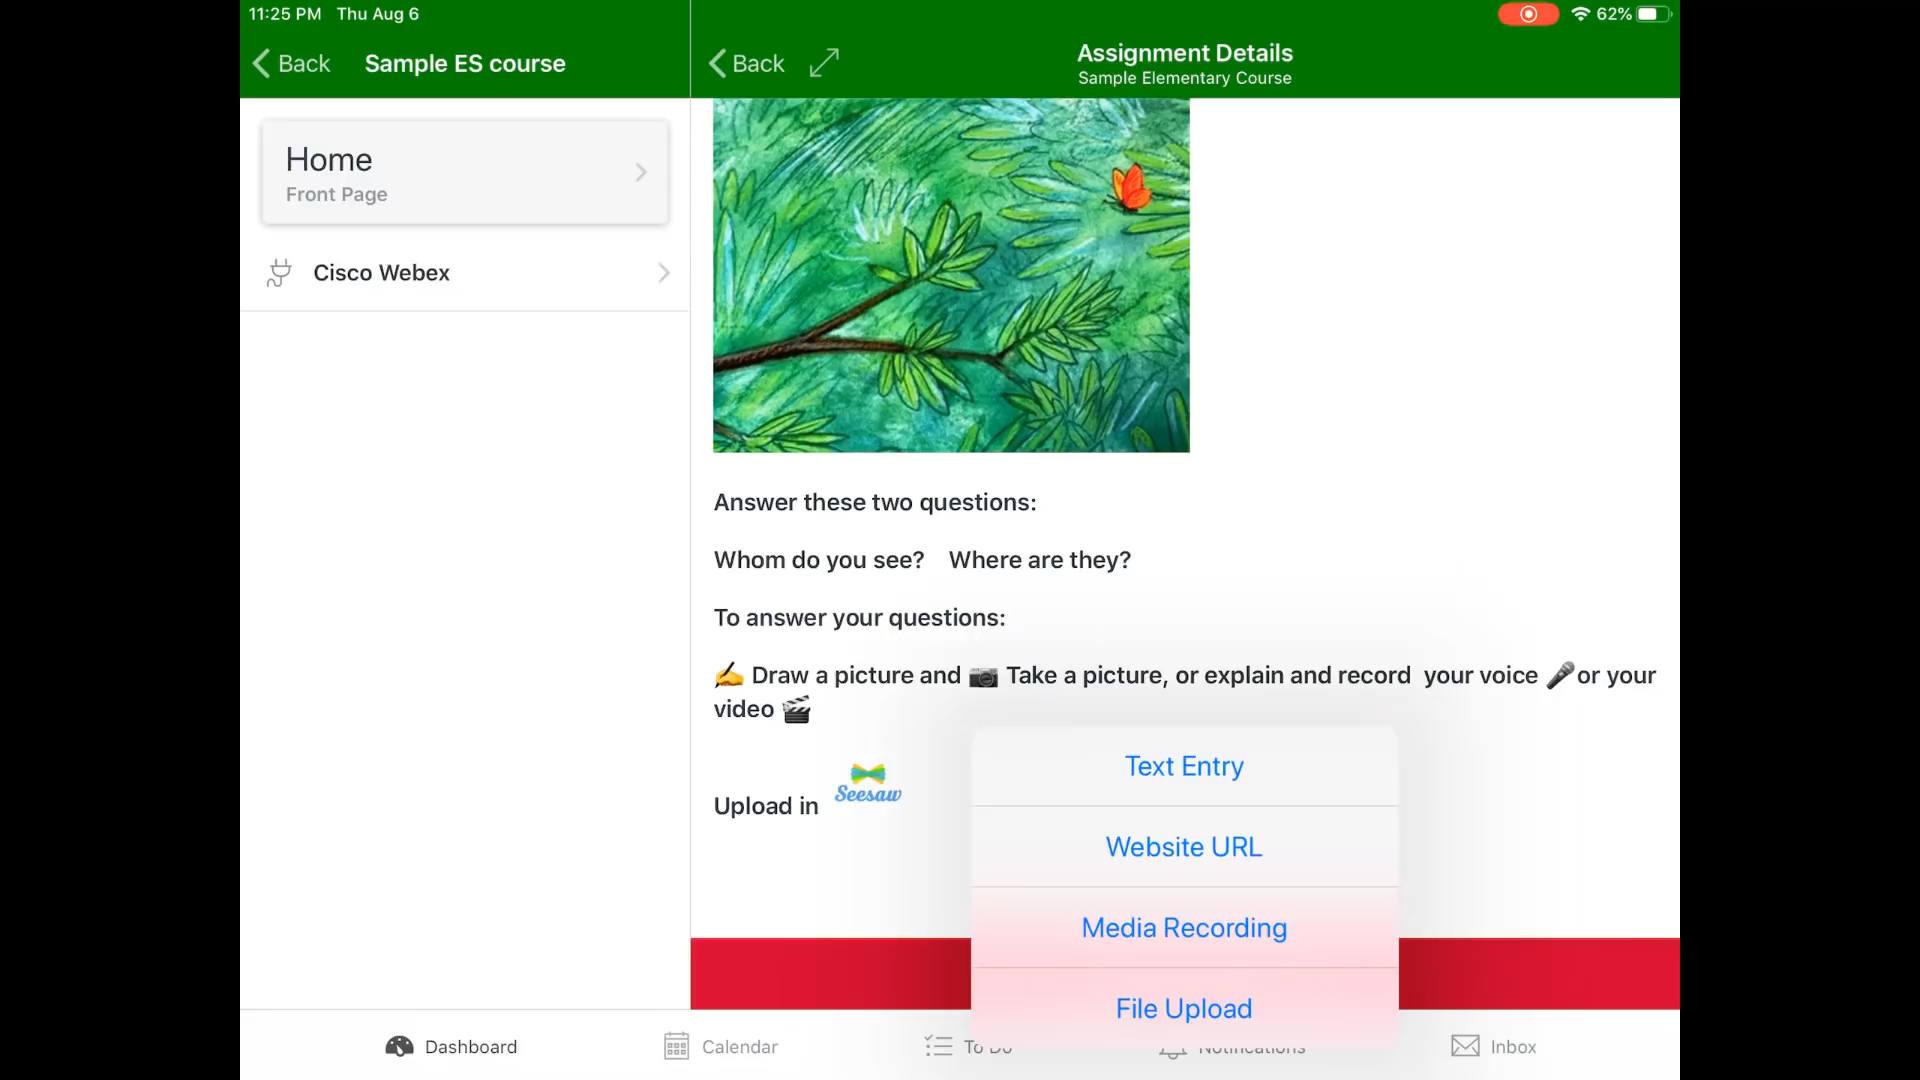 11:25 PM Thu Aug 6
62%
Back Sample ES course
Back
Assignment Details
Sample Elementary Course
Home
Front Page
Cisco Webex
Answer these two questions:
Whom do you see? Where are they?
To answer your questions:
✍ Draw a picture and 📷 Take a picture, or explain and record your voice 🎤or your
video 🎬
Upload in Seesaw
Text Entry
Website URL
Media Recording
File Upload
Dashboard
Calendar
To Do
Notifications
Inbox